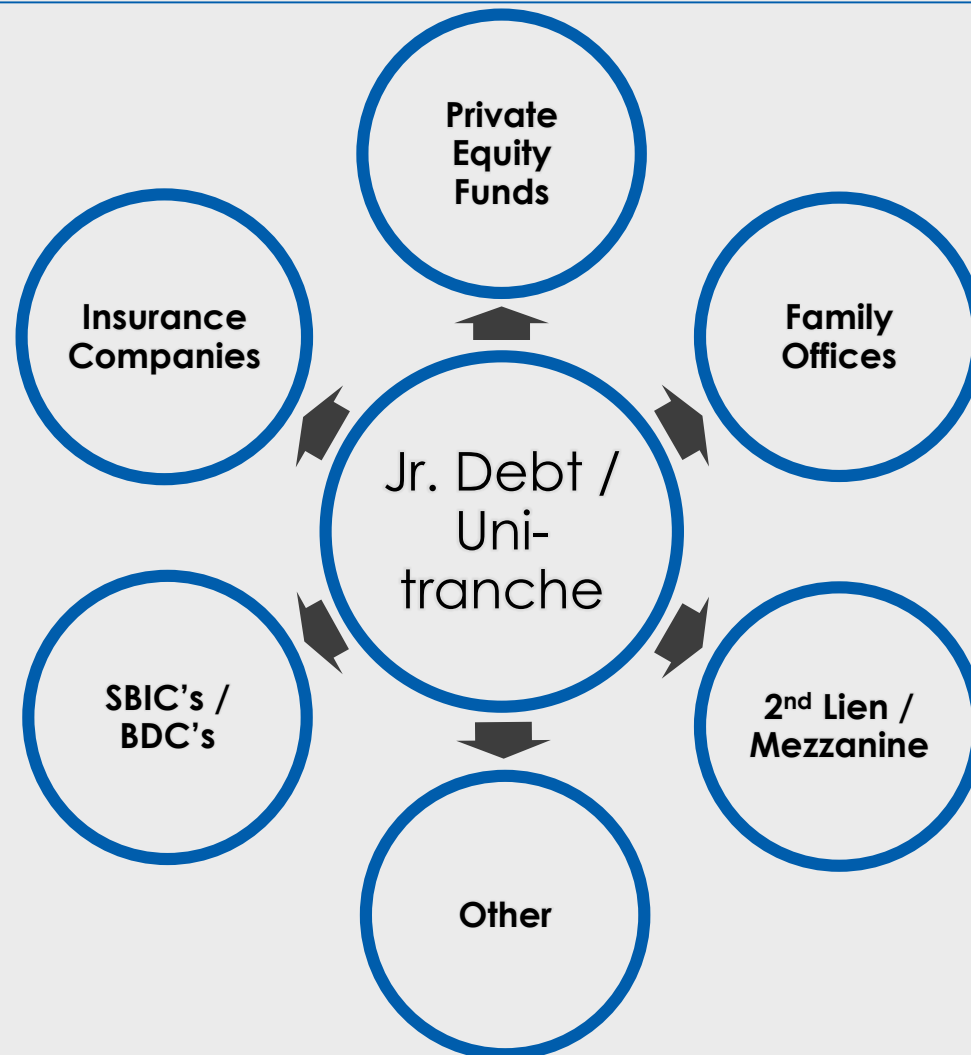 Private
Equity
Funds
Insurance
Companies
Family
Offices
Jr. Debt /
Uni-
tranche
SBIC’s /
BDC’s
2nd Lien /
Mezzanine
Other